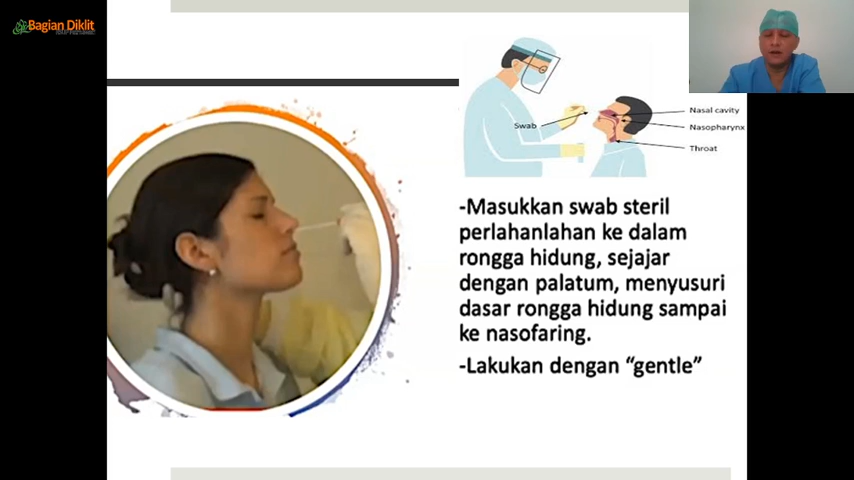 Bagian Diklit
Nasal cavity
Swab
Nasopharynx
Throat
-Masukkan swab steril
perlahanlahan ke dalam
rongga hidung, sejajar
dengan palatum, menyusuri
dasar rongga hidung sampai
ke nasofaring.
-Lakukan dengan “gentle”